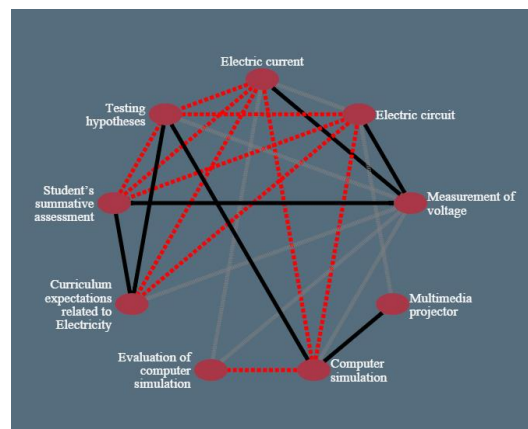 Electric current
Testing
hypotheses
Electric circuit
Student's
summative
assessment
Measurement of
voltage
Curriculum
expectations
related to
Electricity
Multimedia
projector
Evaluation of
computer
simulation
Computer
simulation